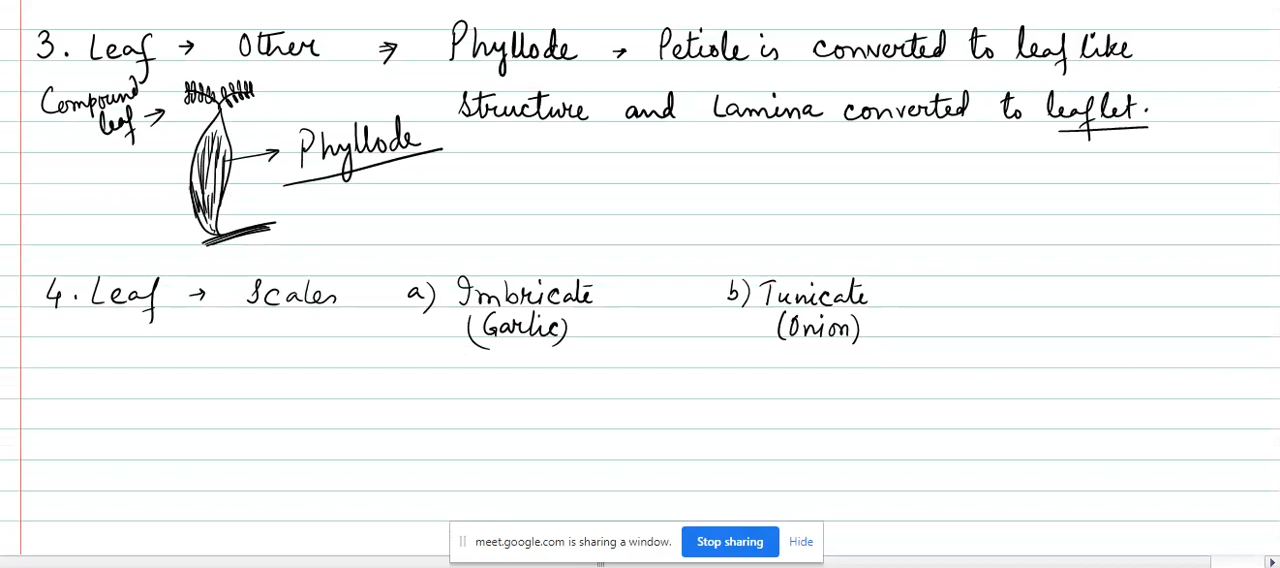 3. Leaf → Other ⇒ Phyllode → Petiole is converted to leaf like
structure and Lamina converted to leaflet.
Compound leaf →
→ Phyllode
4. Leaf → Scales a) Imbricate b) Tunicate
(Garlic) (Onion)
meet.google.com is sharing a window. Stop sharing Hide